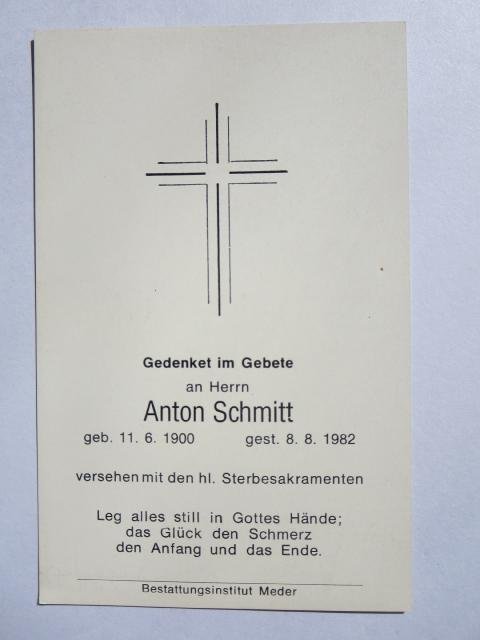 Gedenket im Gebete
an Herrn
Anton Schmitt
geb. 11. 6. 1900 gest. 8. 8. 1982
versehen mit den hl. Sterbesakramenten
Leg alles still in Gottes Hände;
das Glück den Schmerz
den Anfang und das Ende.
Bestattungsinstitut Meder